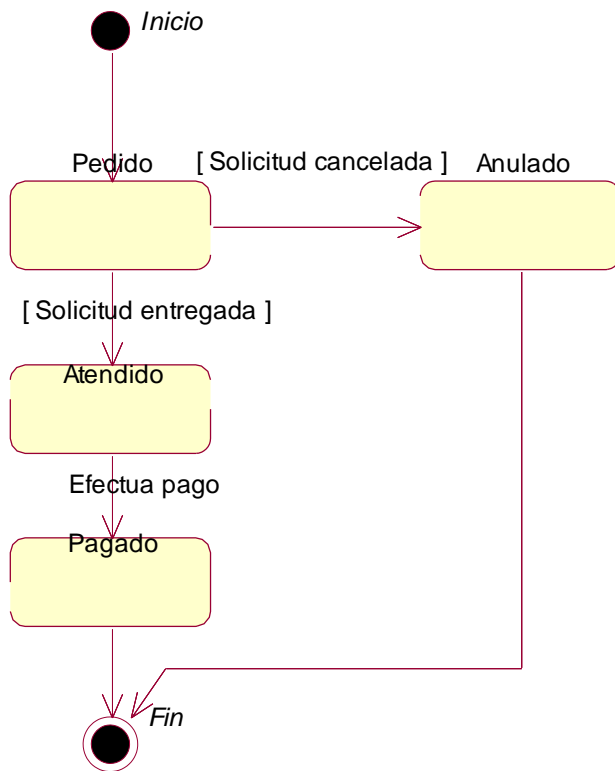 Inicio
Pedido
[ Solicitud cancelada ]
Anulado
[ Solicitud entregada ]
Atendido
Efectua pago
Pagado
Fin